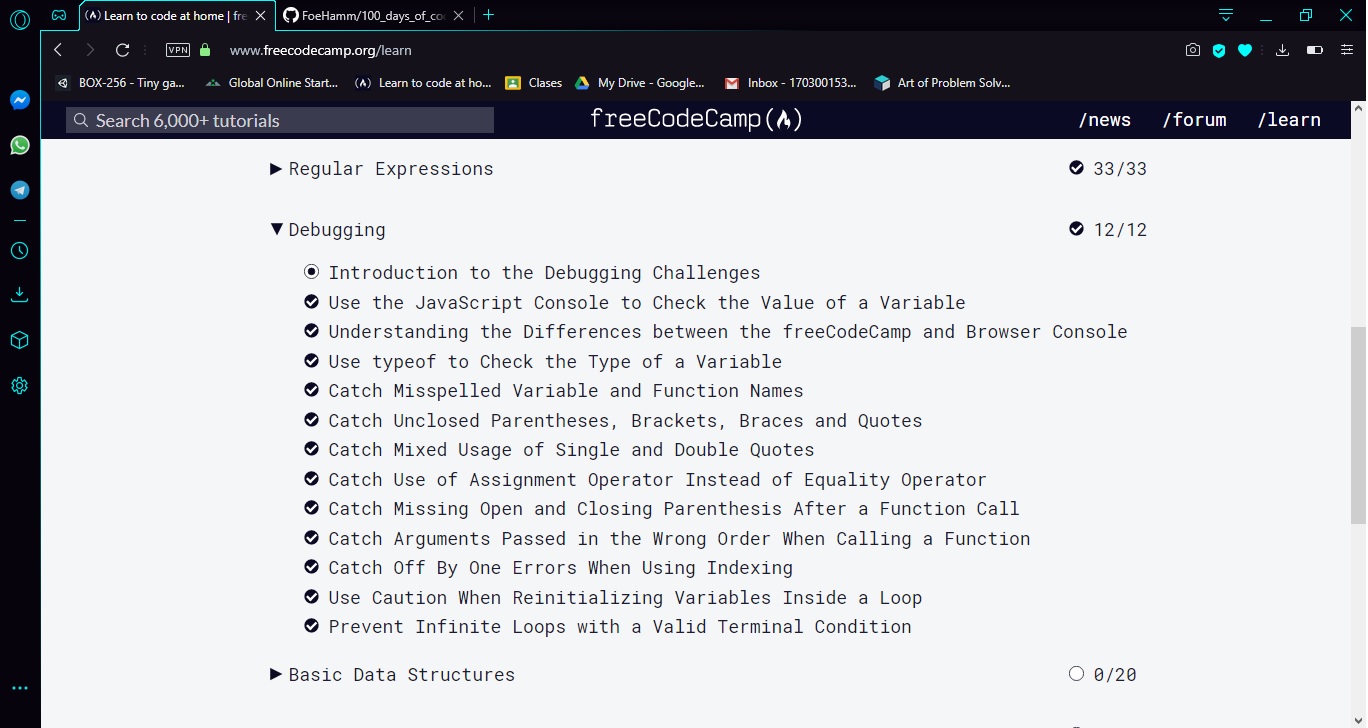 (A) Learn to code at home | fre
FoeHamm/100_days_of_co
VPN
www.freecodecamp.org/learn
BOX-256 - Tiny ga...
Global Online Start...
(A) Learn to code at ho...
Clases
My Drive - Google...
Inbox - 170300153...
Art of Problem Solv...
Search 6,000+ tutorials
freeCodeCamp
/news
/forum
/learn
Regular Expressions 33/33
Debugging 12/12
Introduction to the Debugging Challenges
Use the JavaScript Console to Check the Value of a Variable
Understanding the Differences between the freeCodeCamp and Browser Console
Use typeof to Check the Type of a Variable
Catch Misspelled Variable and Function Names
Catch Unclosed Parentheses, Brackets, Braces and Quotes
Catch Mixed Usage of Single and Double Quotes
Catch Use of Assignment Operator Instead of Equality Operator
Catch Missing Open and Closing Parenthesis After a Function Call
Catch Arguments Passed in the Wrong Order When Calling a Function
Catch Off By One Errors When Using Indexing
Use Caution When Reinitializing Variables Inside a Loop
Prevent Infinite Loops with a Valid Terminal Condition
Basic Data Structures 0/20